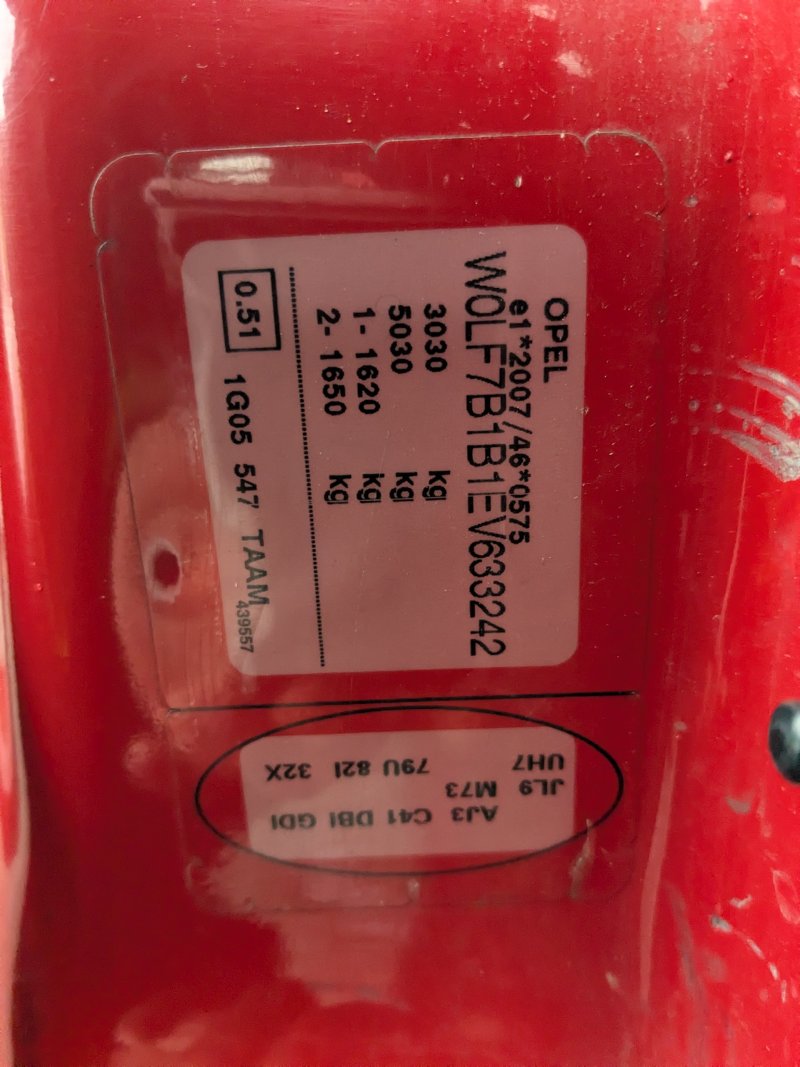 OPEL
e1*2007/46*0575
W0LF7B1B1EV633242
3030 kg
5030 kg
1- 1620 kg
2- 1650 kg
0.51 1G05 547 TAAM
439557
AJ3 C41 DBI GDI
JL9 M73
UH7 79U 82I 32X